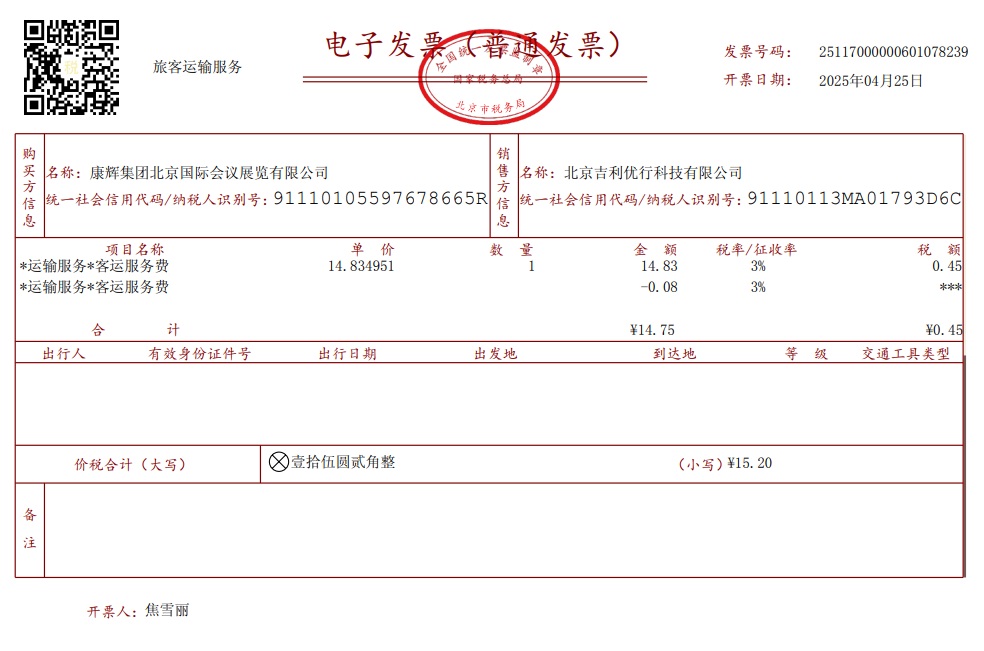 电子发票（普通发票）
全国统一发票监制章
国家税务总局
北京市税务局
旅客运输服务
发票号码： 25117000000601078239
开票日期： 2025年04月25日
购买方信息
名称：康辉集团北京国际会议展览有限公司
统一社会信用代码/纳税人识别号：91110105597678665R
销售方信息
名称：北京吉利优行科技有限公司
统一社会信用代码/纳税人识别号：91110113MA01793D6C
项目名称 单 价 数 量 金 额 税率/征收率 税 额
*运输服务*客运服务费 14.834951 1 14.83 3% 0.45
*运输服务*客运服务费 -0.08 3% ***
合 计 ¥14.75 ¥0.45
出行人 有效身份证件号 出行日期 出发地 到达地 等 级 交通工具类型
价税合计（大写） ⊗壹拾伍圆贰角整 （小写）¥15.20
备注
开票人：焦雪丽